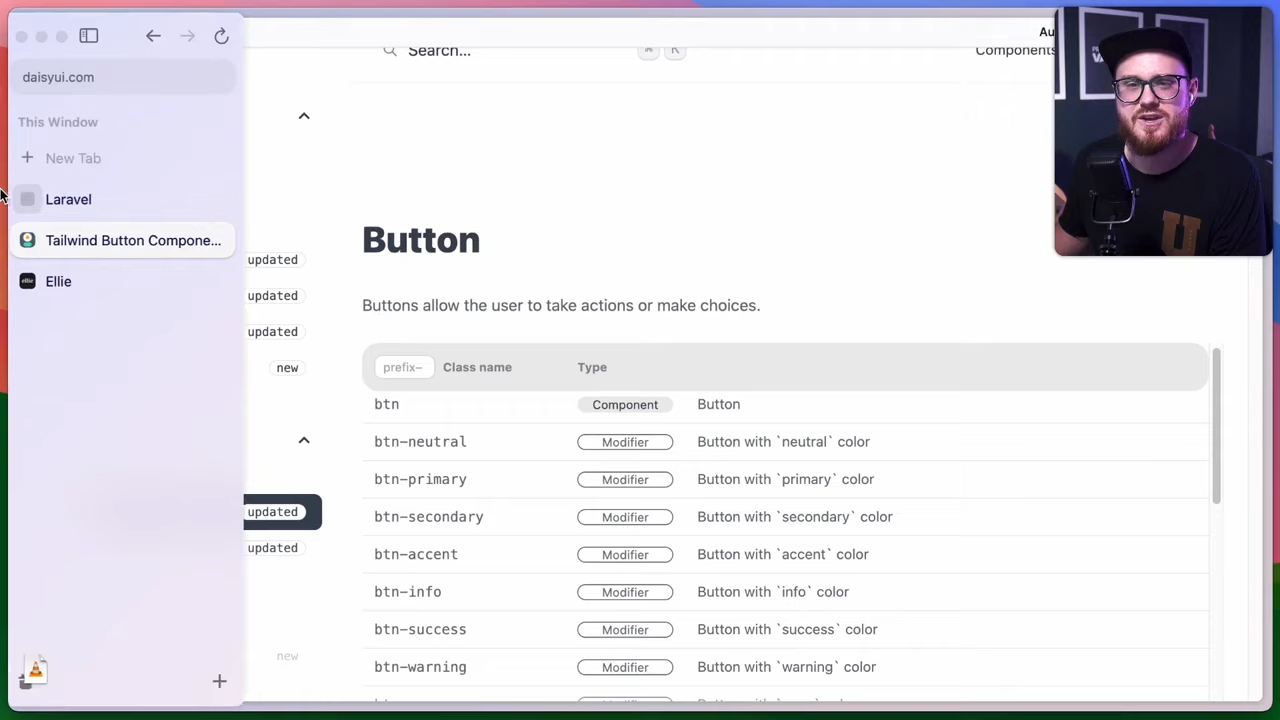 daisyui.com
This Window
New Tab
Laravel
Tailwind Button Compone...
Ellie
Search...
K
Components
Au
updated
updated
updated
new
updated
updated
new
Button
Buttons allow the user to take actions or make choices.
prefix- Class name Type
btn Component Button
btn-neutral Modifier Button with `neutral` color
btn-primary Modifier Button with `primary` color
btn-secondary Modifier Button with `secondary` color
btn-accent Modifier Button with `accent` color
btn-info Modifier Button with `info` color
btn-success Modifier Button with `success` color
btn-warning Modifier Button with `warning` color